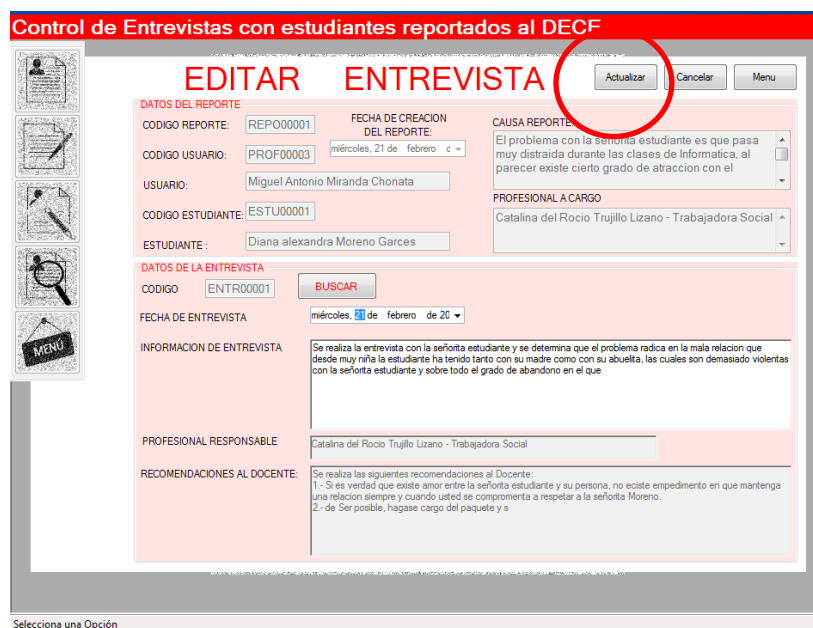 Control de Entrevistas con estudiantes reportados al DECE
EDITAR ENTREVISTA
Actualizar
Cancelar
Menu
DATOS DEL REPORTE
CODIGO REPORTE: REPO00001
FECHA DE CREACION
DEL REPORTE:
miércoles, 21 de febrero
CODIGO USUARIO: PROF00003
USUARIO: Miguel Antonio Miranda Chonata
CODIGO ESTUDIANTE: ESTU00001
ESTUDIANTE : Diana alexandra Moreno Garces
CAUSA REPORTE:
El problema con la señorita estudiante es que pasa
muy distraida durante las clases de Informatica, al
parecer existe cierto grado de atraccion con el
PROFESIONAL A CARGO
Catalina del Rocio Trujillo Lizano - Trabajadora Social
DATOS DE LA ENTREVISTA
CODIGO ENTR00001 BUSCAR
FECHA DE ENTREVISTA miércoles, 21 de febrero de 20
INFORMACION DE ENTREVISTA
Se realiza la entrevista con la señorita estudiante y se determina que el problema radica en la mala relacion que
desde muy niña la estudiante ha tenido tanto con su madre como con su abuelita, las cuales son demasiado violentas
con la señorita estudiante y sobre todo el grado de abandono en el que
PROFESIONAL RESPONSABLE Catalina del Rocio Trujillo Lizano - Trabajadora Social
RECOMENDACIONES AL DOCENTE:
Se realiza las siguientes recomendaciones al Docente:
1.- Si es verdad que existe amor entre la señorita estudiante y su persona, no eciste empedimento en que mantenga
una relacion siempre y cuando usted se compromenta a respetar a la señorita Moreno.
2.- de Ser posible, hagase cargo del paquete y s
MENÚ
Selecciona una Opción